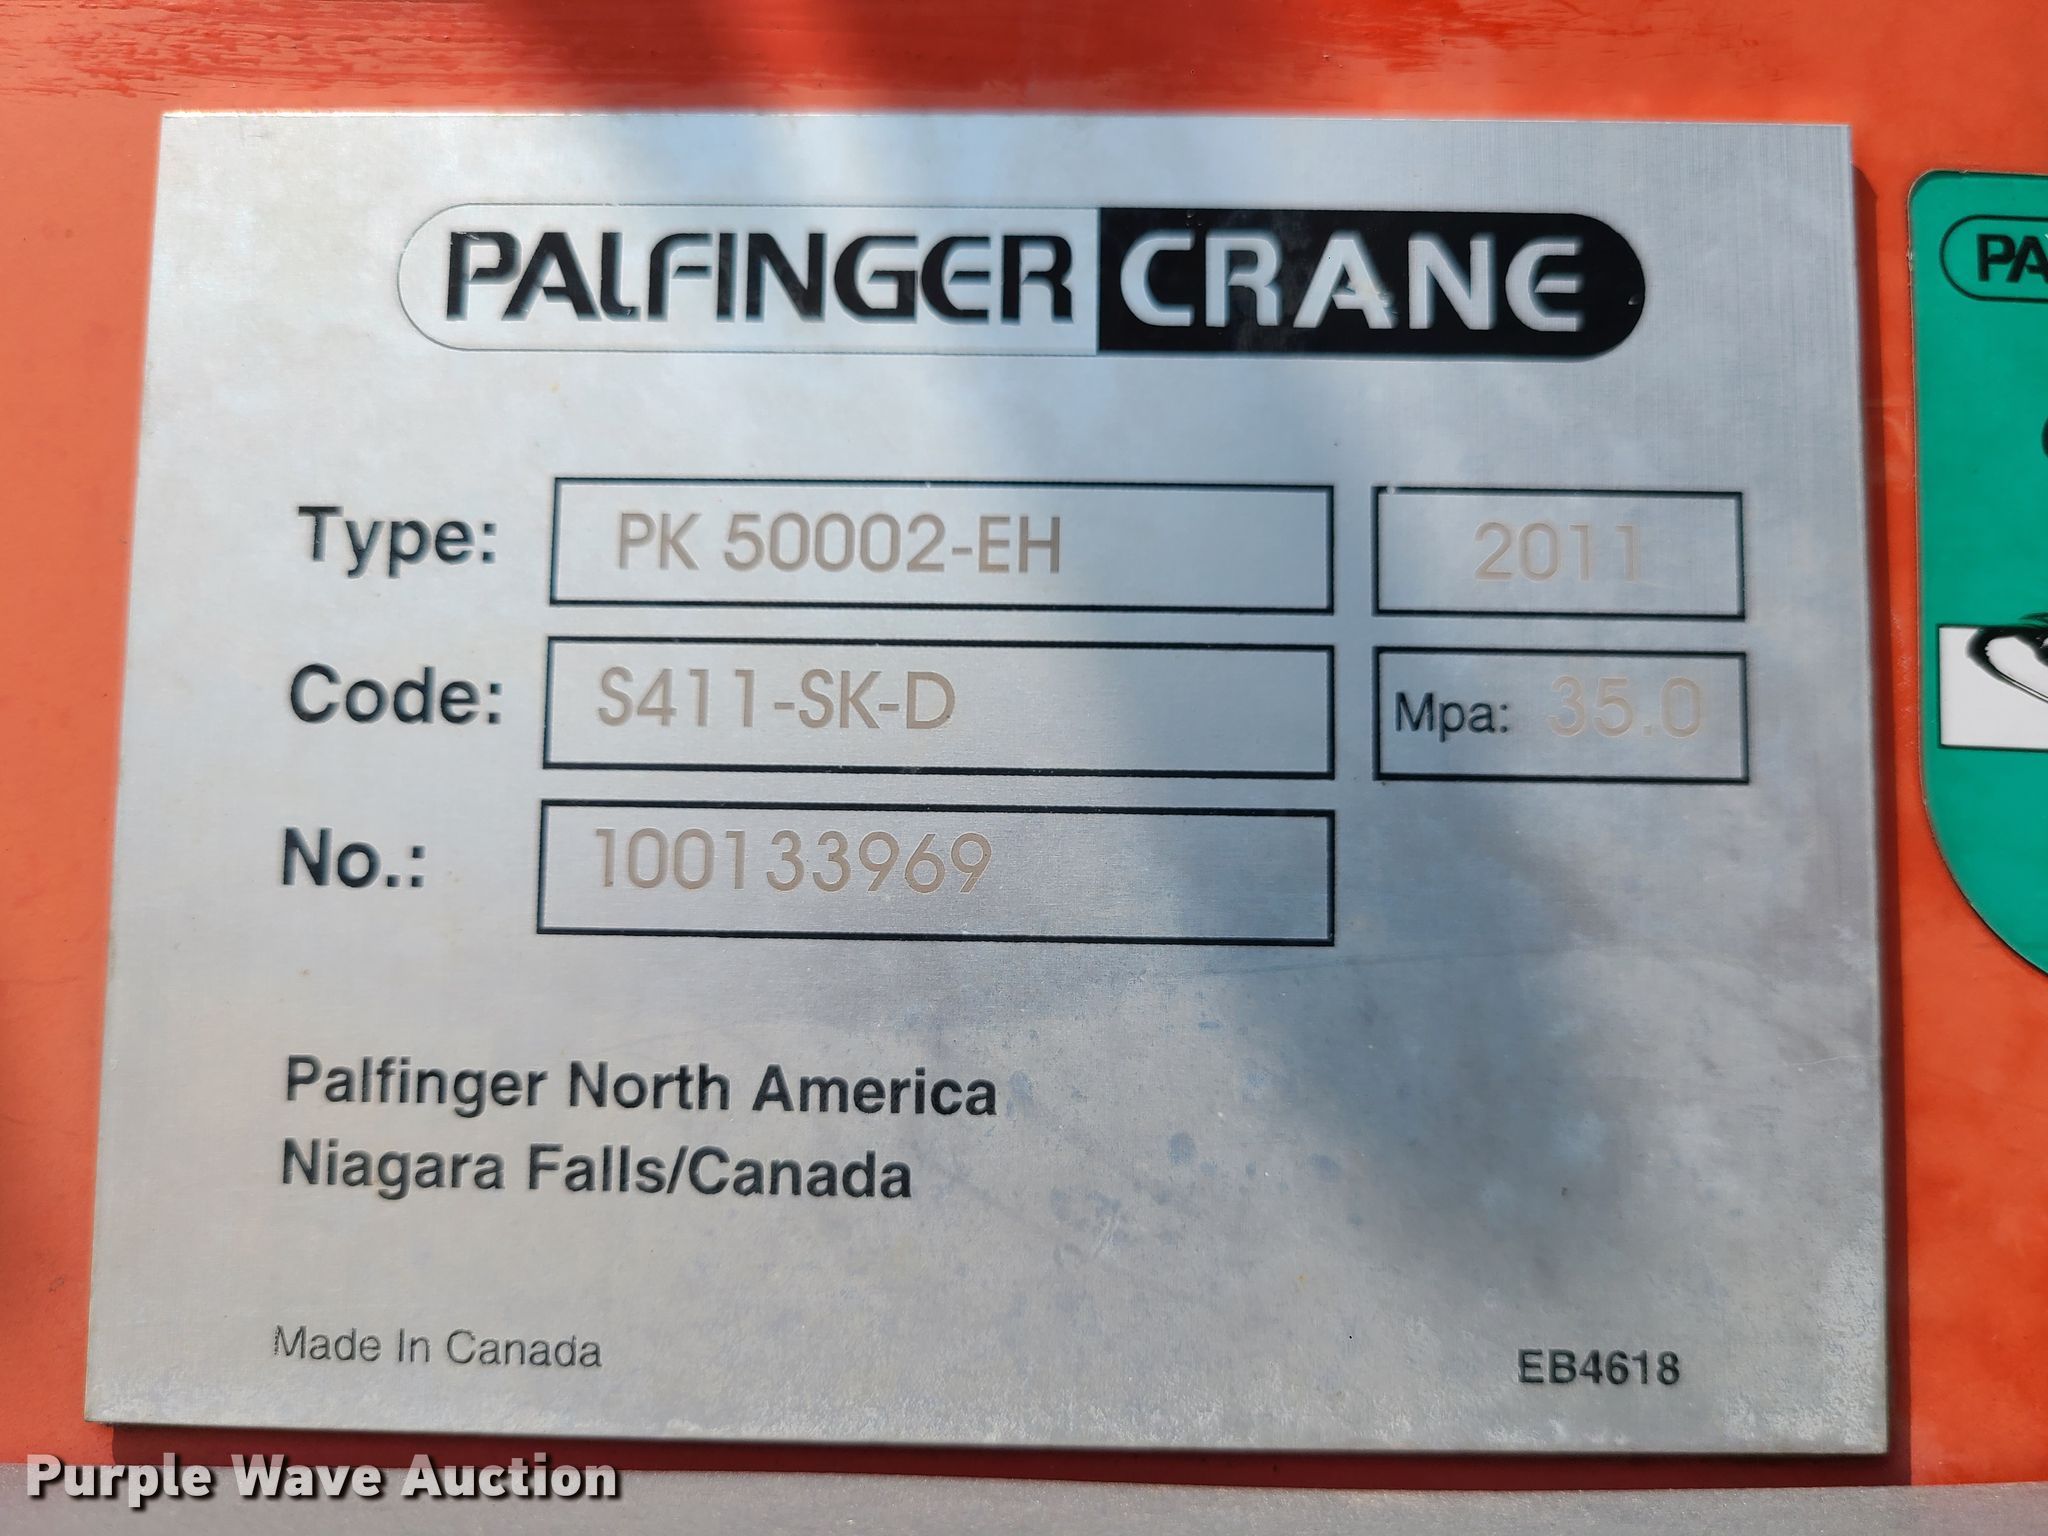 PALFINGER CRANE
Type: PK 50002-EH 2011
Code: S411-SK-D Mpa: 35.0
No.: 100133969
Palfinger North America
Niagara Falls/Canada
Made In Canada
EB4618
PA
Purple Wave Auction